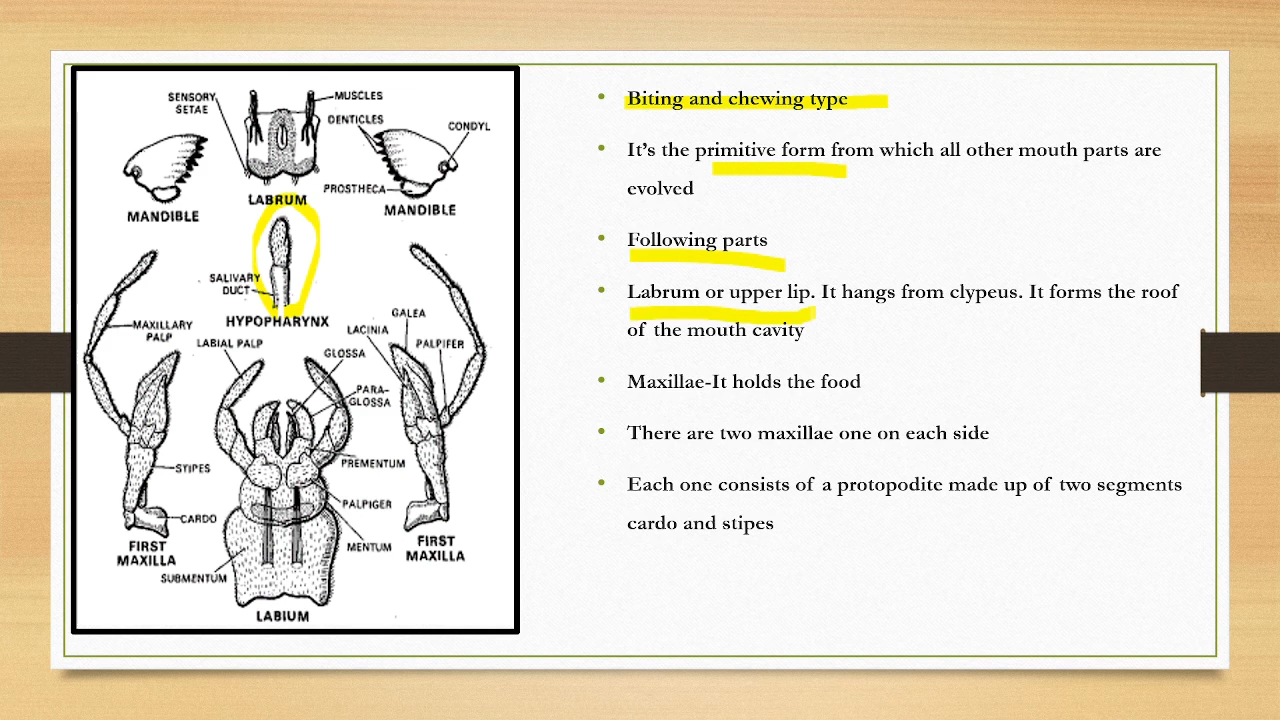 SENSORY
SETAE
MUSCLES
DENTICLES
CONDYL
PROSTHECA
MANDIBLE
LABRUM
MANDIBLE
SALIVARY
DUCT
HYPOPHARYNX
MAXILLARY
PALP
LABIAL PALP
GLOSSA
LACINIA
GALEA
PALPIFER
PARA-
GLOSSA
PREMENTUM
STIPES
PALPIGER
CARDO
MENTUM
FIRST
MAXILLA
FIRST
MAXILLA
SUBMENTUM
LABIUM
• Biting and chewing type
• It's the primitive form from which all other mouth parts are
evolved
• Following parts
• Labrum or upper lip. It hangs from clypeus. It forms the roof
of the mouth cavity
• Maxillae-It holds the food
• There are two maxillae one on each side
• Each one consists of a protopodite made up of two segments
cardo and stipes